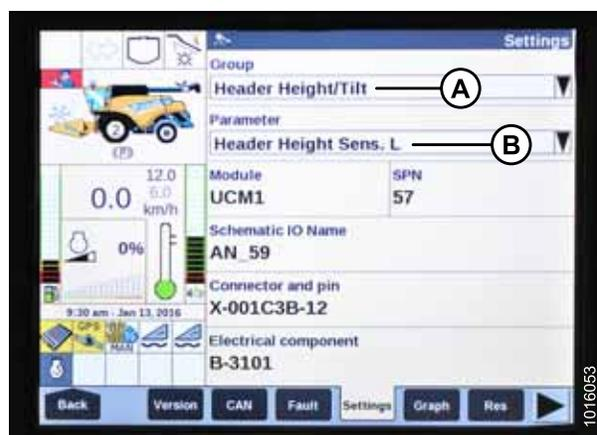 Settings
Group
Header Height/Tilt
A
Parameter
Header Height Sens. L
B
Module
SPN
UCM1
57
Schematic IO Name
AN_59
Connector and pin
X-001C3B-12
Electrical component
B-3101
2
(P)
12.0
0.0
6.0
km/h
0%
9:30 am - Jan 13, 2016
GPS
MAN
Back
Version
CAN
Fault
Settings
Graph
Res
1016053